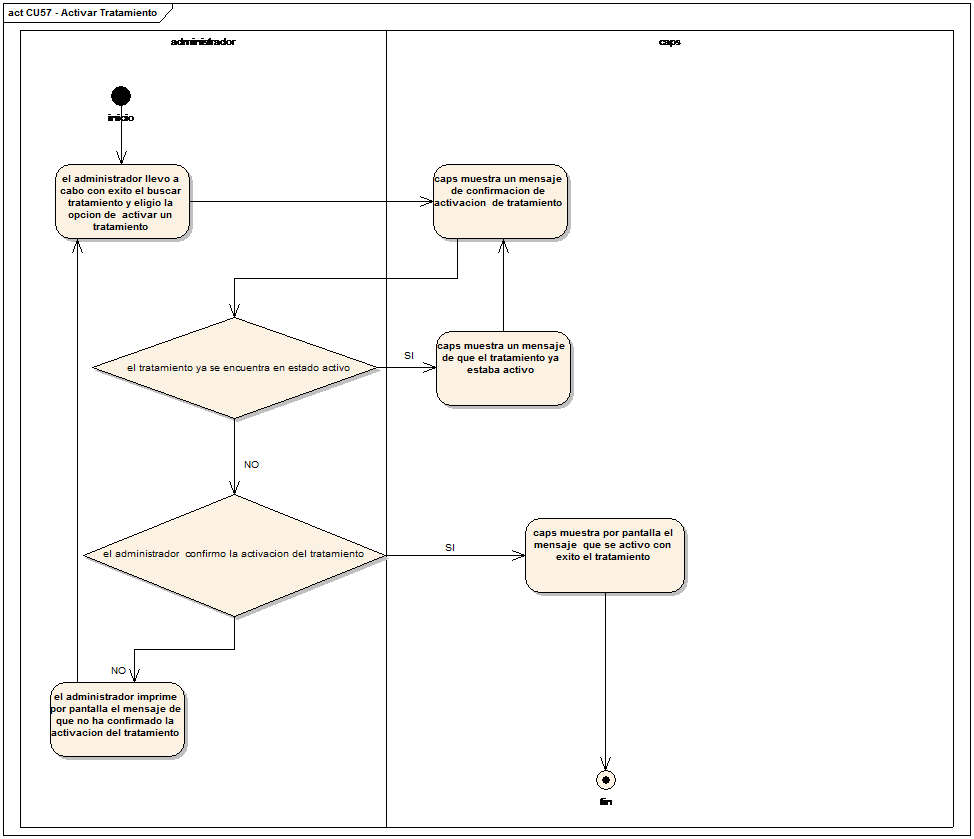 act CU57 - Activar Tratamiento
administrador
caps
inicio
el administrador llevo a
cabo con exito el buscar
tratamiento y eligio la
opcion de activar un
tratamiento
caps muestra un mensaje
de confirmacion de
activacion de tratamiento
el tratamiento ya se encuentra en estado activo
SI
caps muestra un mensaje
de que el tratamiento ya
estaba activo
NO
el administrador confirmo la activacion del tratamiento
SI
caps muestra por pantalla el
mensaje que se activo con
exito el tratamiento
NO
el administrador imprime
por pantalla el mensaje de
que no ha confirmado la
activacion del tratamiento
fin